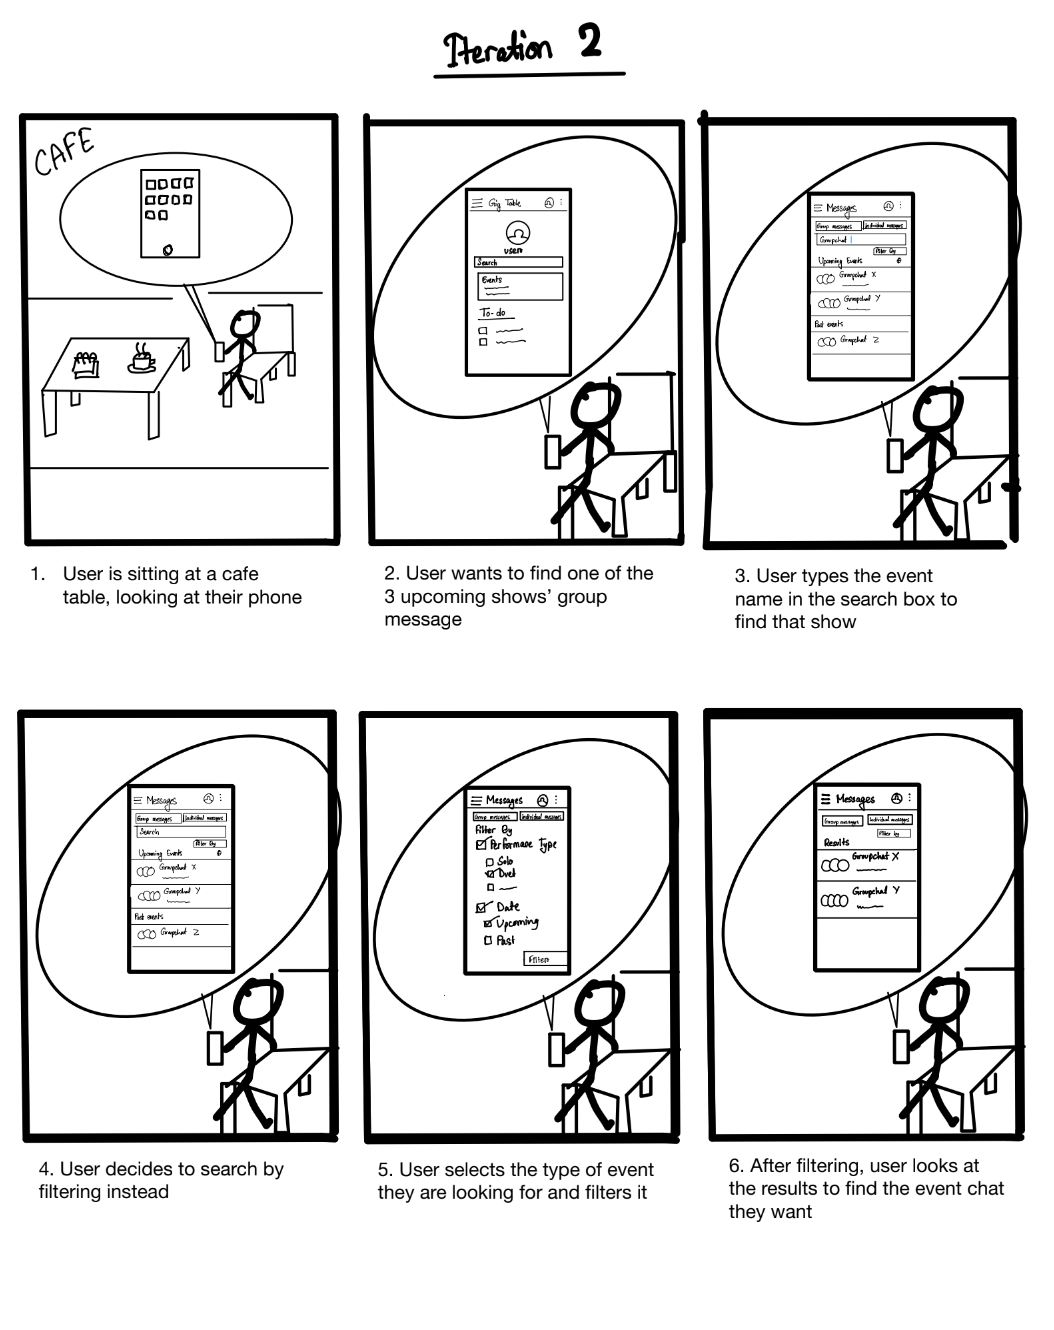 Iteration 2
CAFE
Gig Table
user
Search
Events
To-do
Messages
Group messages Individual messages
Groupchat
Filter By
Upcoming Events
Groupchat X
Groupchat Y
Past events
Groupchat Z
1. User is sitting at a cafe
table, looking at their phone
2. User wants to find one of the
3 upcoming shows' group
message
3. User types the event
name in the search box to
find that show
Messages
Group messages Individual messages
Search
Filter By
Upcoming Events
Groupchat X
Groupchat Y
Past events
Groupchat Z
Messages
Group messages Individual messages
Filter By
Performance Type
Solo
Duet
Date
Upcoming
Past
Filter
Messages
Group messages Individual messages
Filter by
Results
Groupchat X
Groupchat Y
4. User decides to search by
filtering instead
5. User selects the type of event
they are looking for and filters it
6. After filtering, user looks at
the results to find the event chat
they want